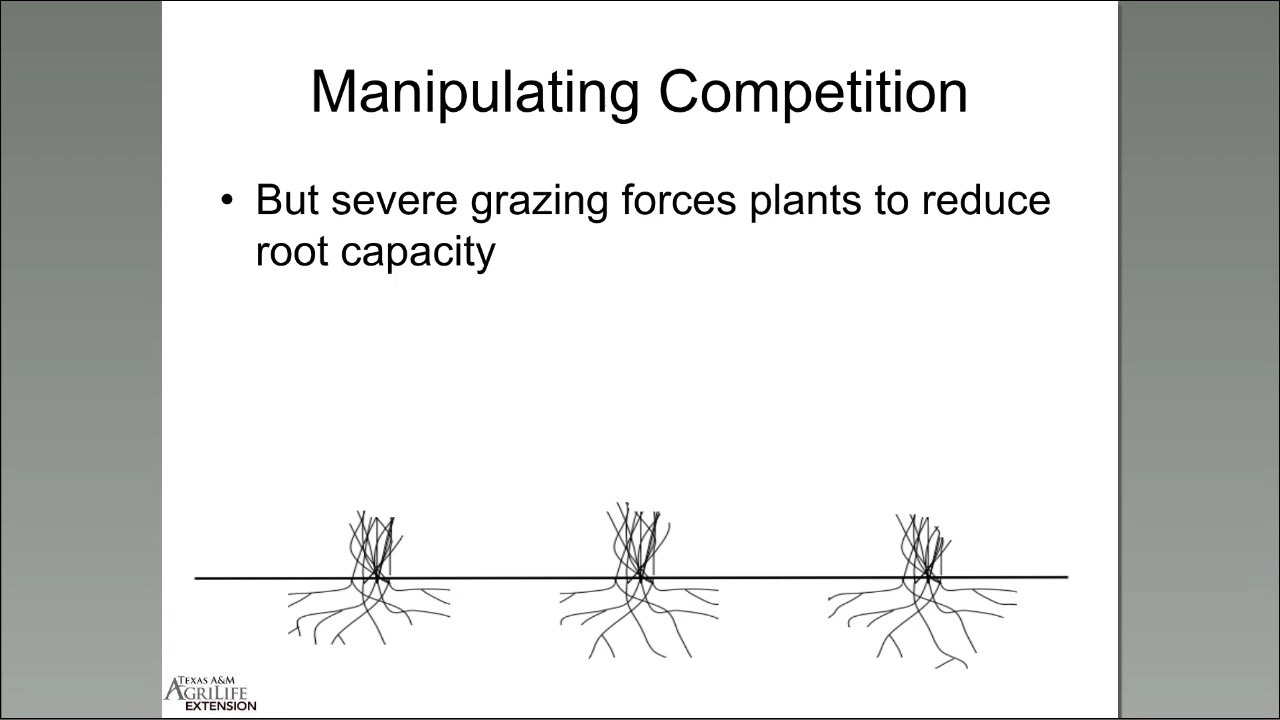 Manipulating Competition
• But severe grazing forces plants to reduce
root capacity
TEXAS A&M
AGRILIFE
EXTENSION